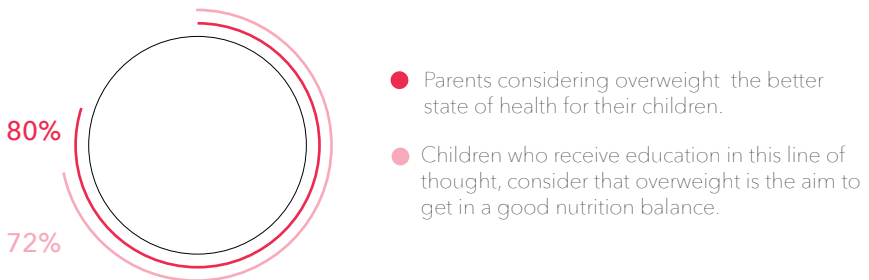 80%
72%
Parents considering overweight the better
state of health for their children.
Children who receive education in this line of
thought, consider that overweight is the aim to
get in a good nutrition balance.